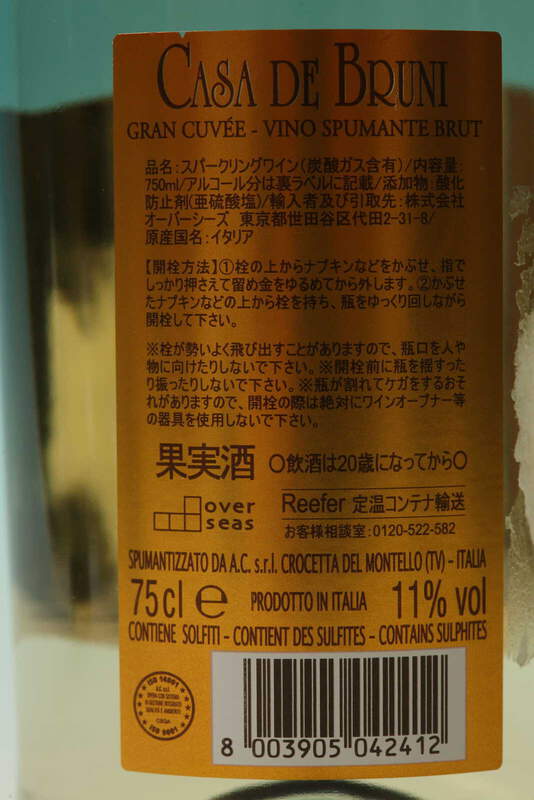 CASA DE BRUNI
GRAN CUVÉE - VINO SPUMANTE BRUT
品名:スパークリングワイン(炭酸ガス含有)/内容量:
750ml/アルコール分は裏ラベルに記載/添加物:酸化
防止剤(亜硫酸塩)/輸入者及び引取先:株式会社
オーバーシーズ 東京都世田谷区代田2-31-8/
原産国名:イタリア
【開栓方法】①栓の上からナプキンなどをかぶせ、指で
しっかり押さえて留め金をゆるめてから外します。②かぶせ
たナプキンなどの上から栓を持ち、瓶をゆっくり回しながら
開栓して下さい。
※栓が勢いよく飛び出すことがありますので、瓶口を人や
物に向けたりしないで下さい。※開栓前に瓶を揺すった
り振ったりしないで下さい。※瓶が割れてケガをするおそ
れがありますので、開栓の際は絶対にワインオープナー等
の器具を使用しないで下さい。
果実酒 ○飲酒は20歳になってから○
over
seas
Reefer 定温コンテナ輸送
お客様相談室:0120-522-582
SPUMANTIZZATO DA A.C. s.r.l. CROCETTA DEL MONTELLO (TV) - ITALIA
75cl e PRODOTTO IN ITALIA 11% vol
CONTIENE SOLFITI - CONTIENT DES SULFITES - CONTAINS SULPHITES
ISO 14001
A.C. s.r.l.
OPERA CON SISTEMA
DI GESTIONE INTEGRATO
QUALITÀ E AMBIENTE
CSQA
ISO 9001
8 003905 042412